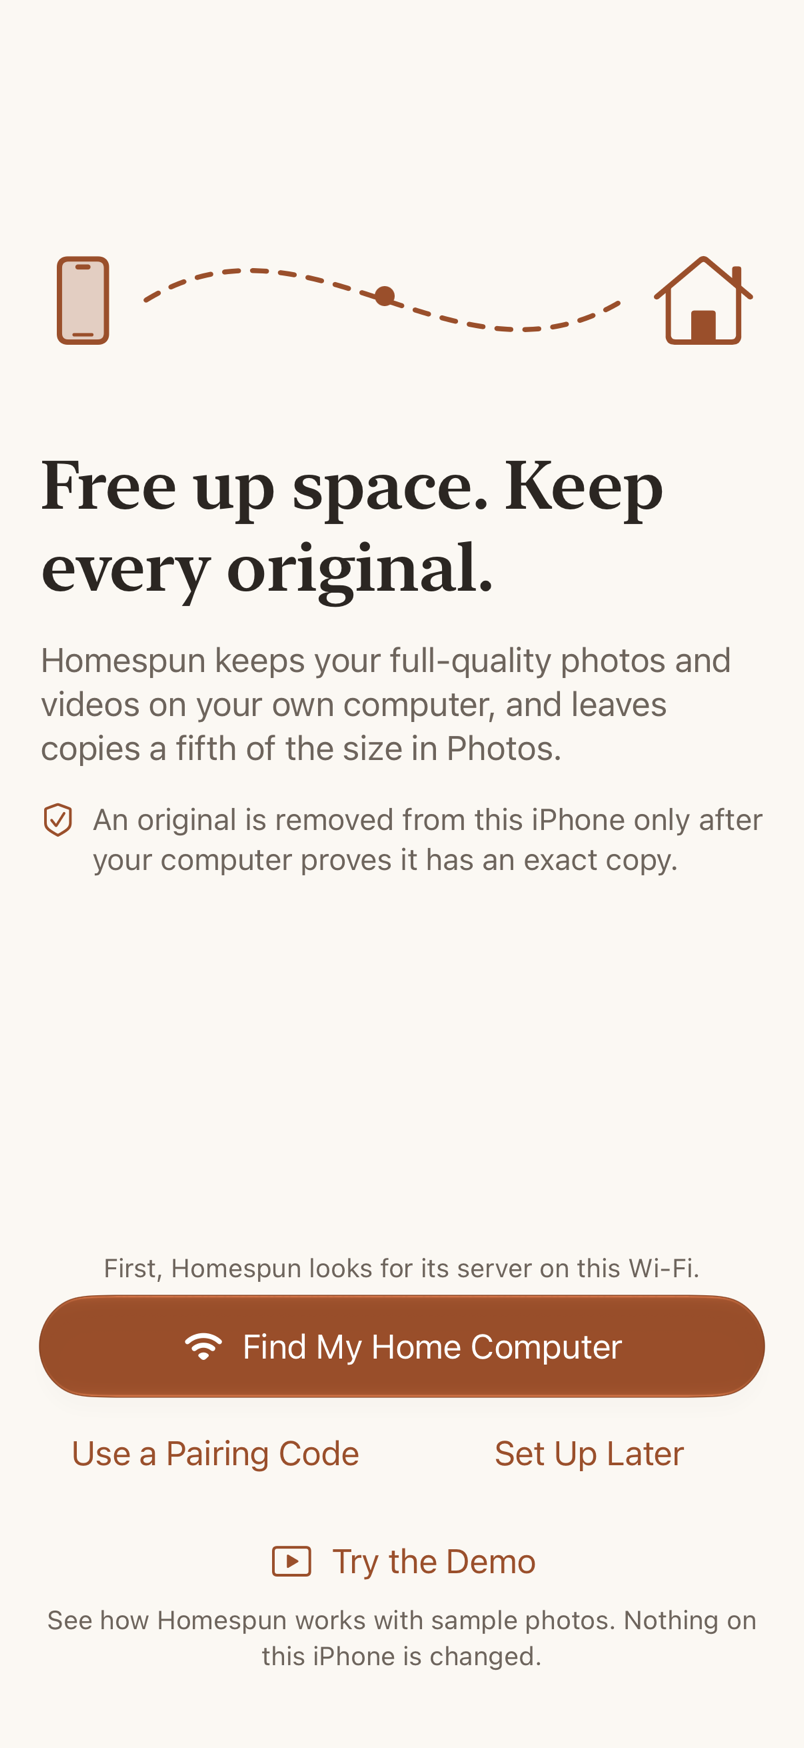 Free up space. Keep
every original.
Homespun keeps your full-quality photos and
videos on your own computer, and leaves
copies a fifth of the size in Photos.
An original is removed from this iPhone only after
your computer proves it has an exact copy.
First, Homespun looks for its server on this Wi-Fi.
Find My Home Computer
Use a Pairing Code
Set Up Later
Try the Demo
See how Homespun works with sample photos. Nothing on
this iPhone is changed.